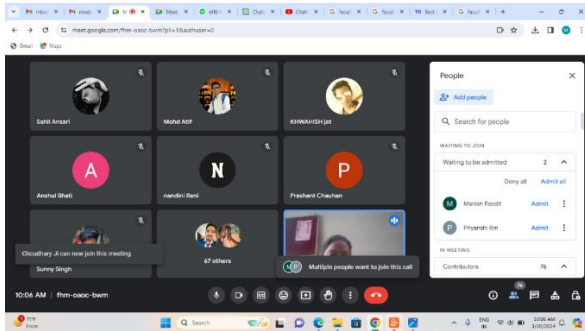 meet.google.com/fhm-oaoc-bwm?pli=1&authuser=0
Gmail
Maps
Sahil Ansari
Mohd Atif
KHWAHISH jat
A
N
P
Anshul Bhati
nandini Rani
Prashant Chauhan
67 others
Choudhary Ji can now join this meeting
Multiple people want to join this call
Sunny Singh
People
Add people
Search for people
WAITING TO JOIN
Waiting to be admitted 2
Deny all Admit all
M Manish Pandit Admit
P Priyanshi Km Admit
IN MEETING
Contributors 76
10:06 AM | fhm-oaoc-bwm
76
Search
ENG
IN
10:06 AM